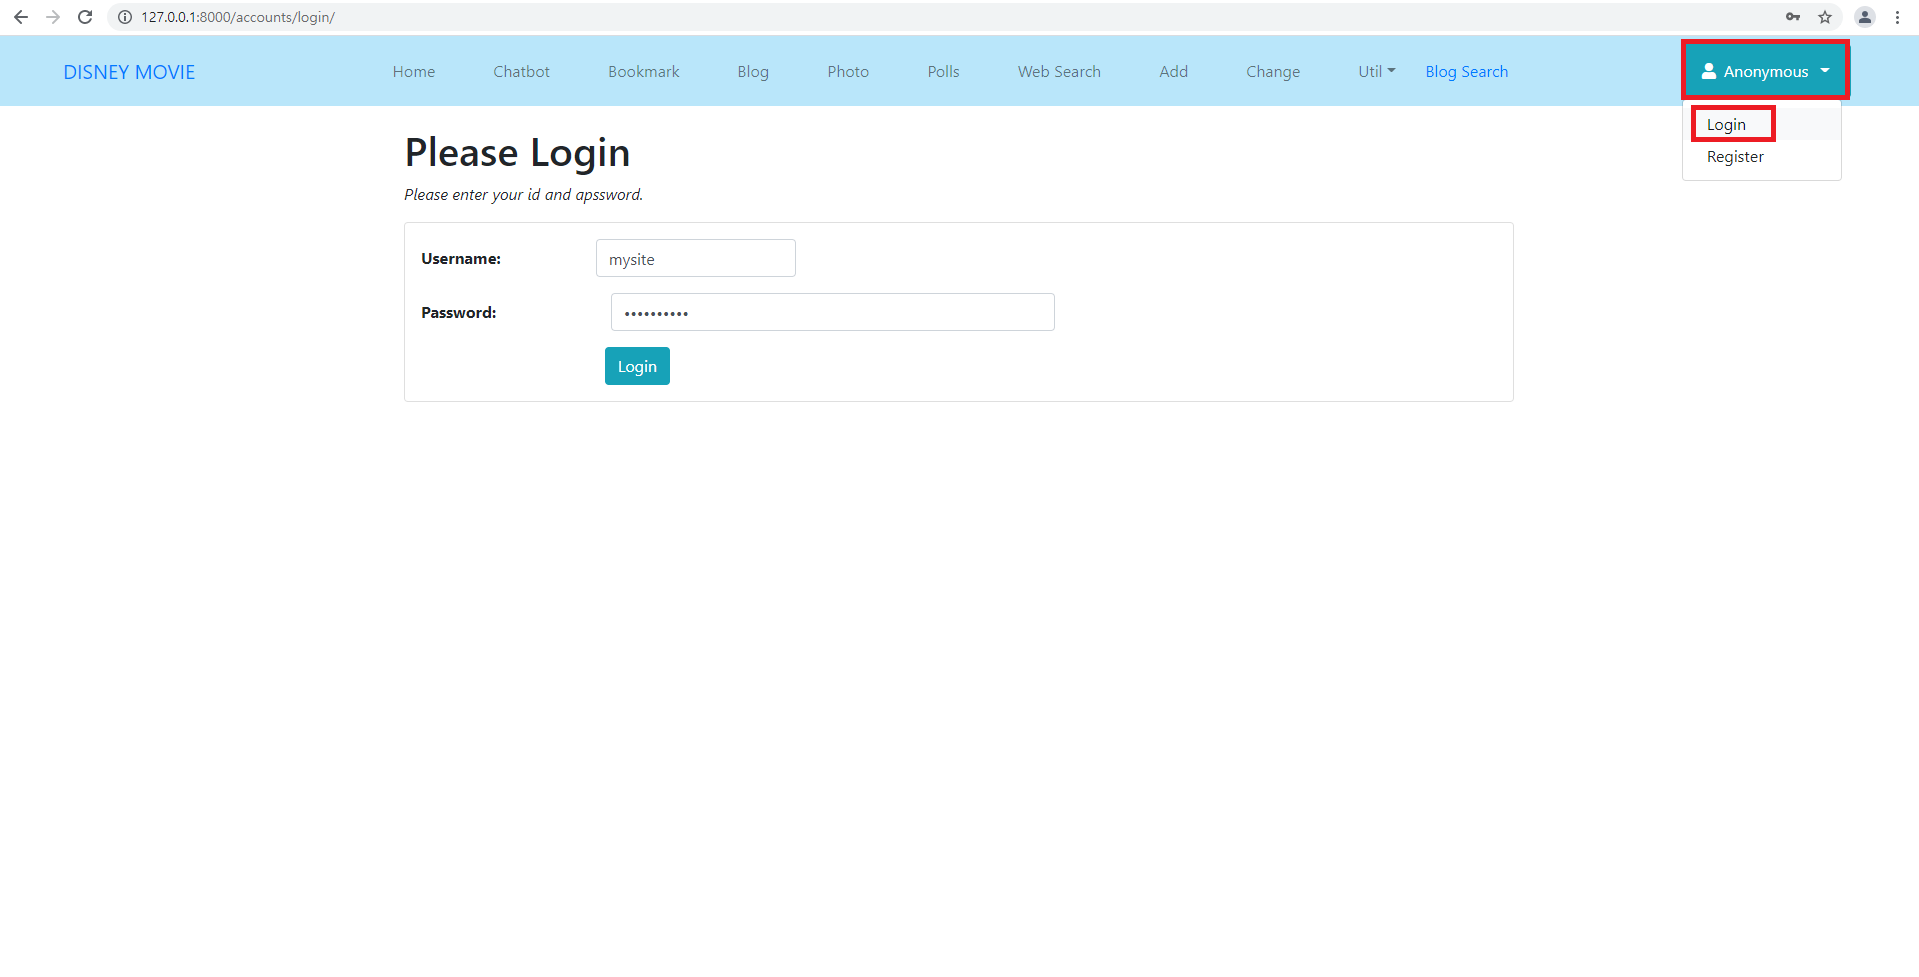 127.0.0.1:8000/accounts/login/
DISNEY MOVIE Home Chatbot Bookmark Blog Photo Polls Web Search Add Change Util Blog Search Anonymous
Login
Register
Please Login
Please enter your id and apssword.
Username: mysite
Password: ••••••••••
Login